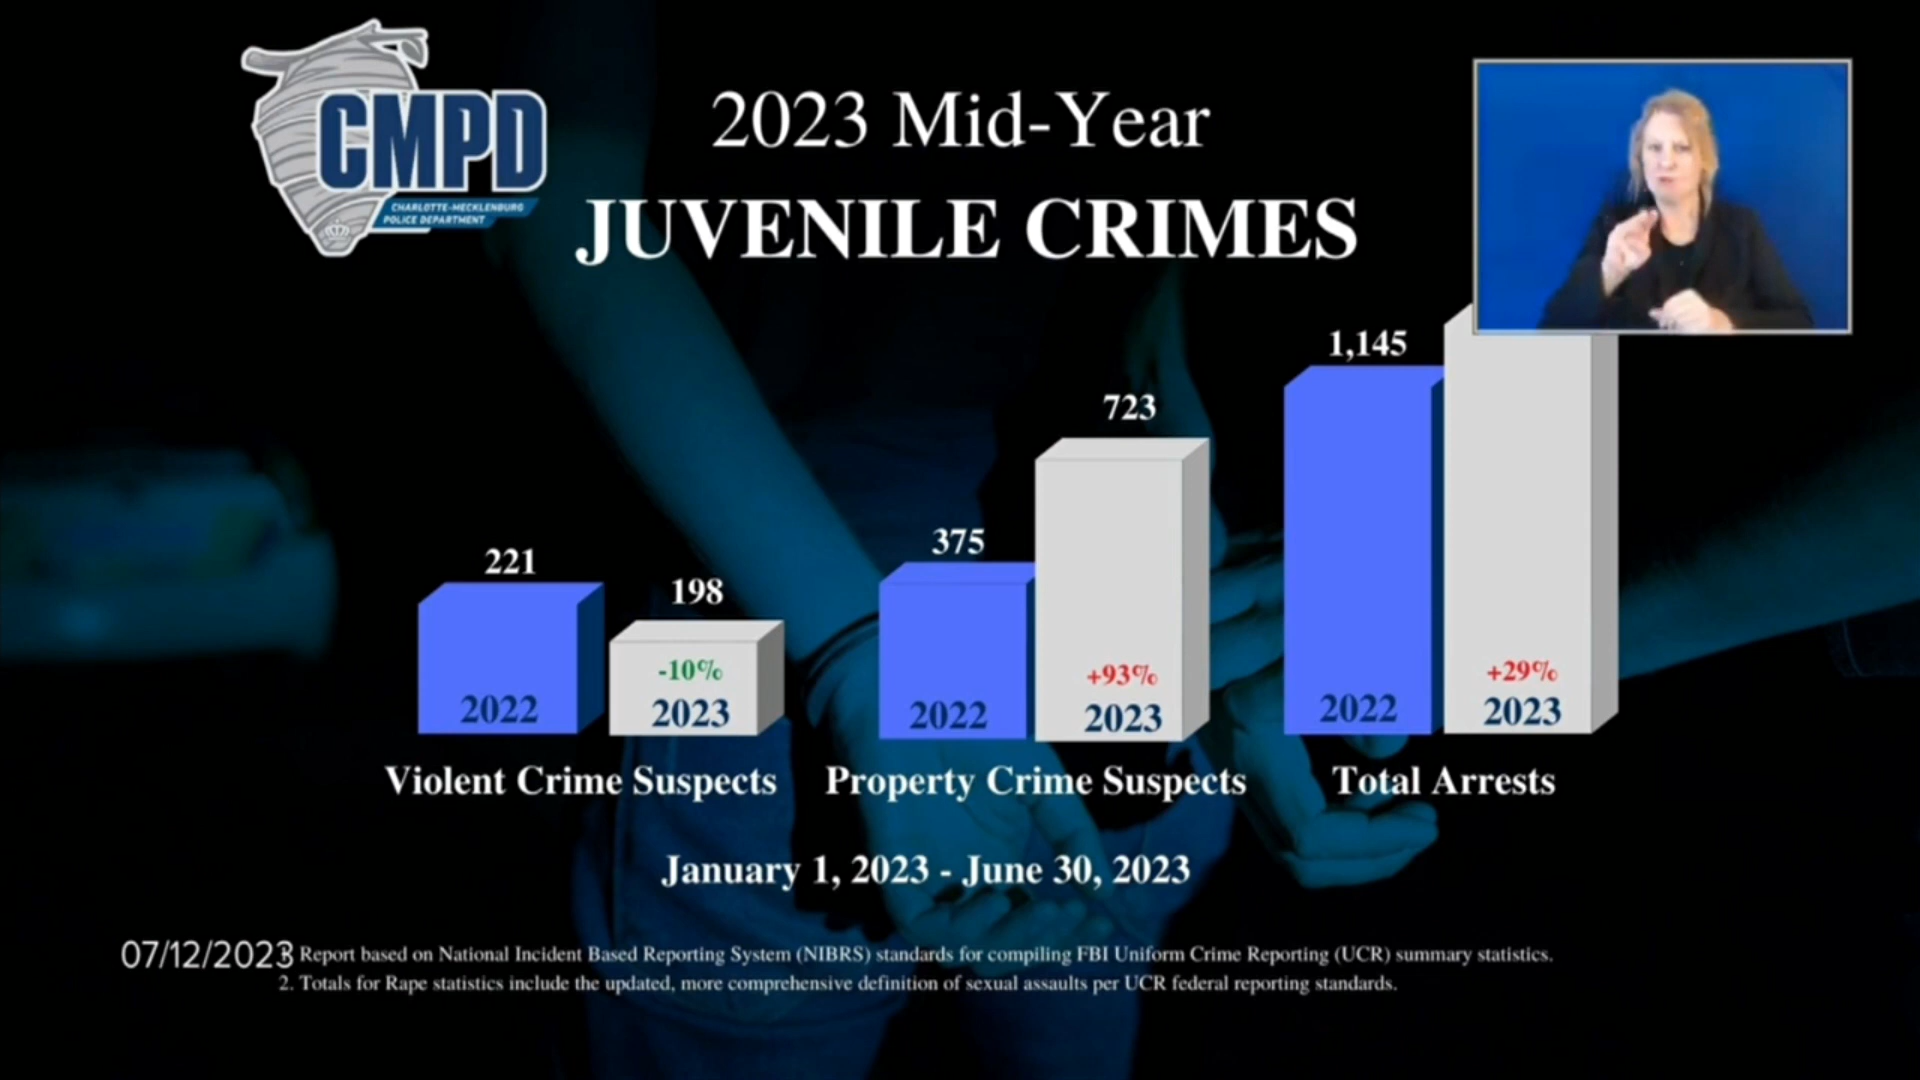 CMPD
CHARLOTTE-MECKLENBURG
POLICE DEPARTMENT
2023 Mid-Year
JUVENILE CRIMES
221
198
-10%
2022
2023
Violent Crime Suspects
375
723
+93%
2022
2023
Property Crime Suspects
1,145
+29%
2022
2023
Total Arrests
January 1, 2023 - June 30, 2023
07/12/2023
Report based on National Incident Based Reporting System (NIBRS) standards for compiling FBI Uniform Crime Reporting (UCR) summary statistics.
2. Totals for Rape statistics include the updated, more comprehensive definition of sexual assaults per UCR federal reporting standards.